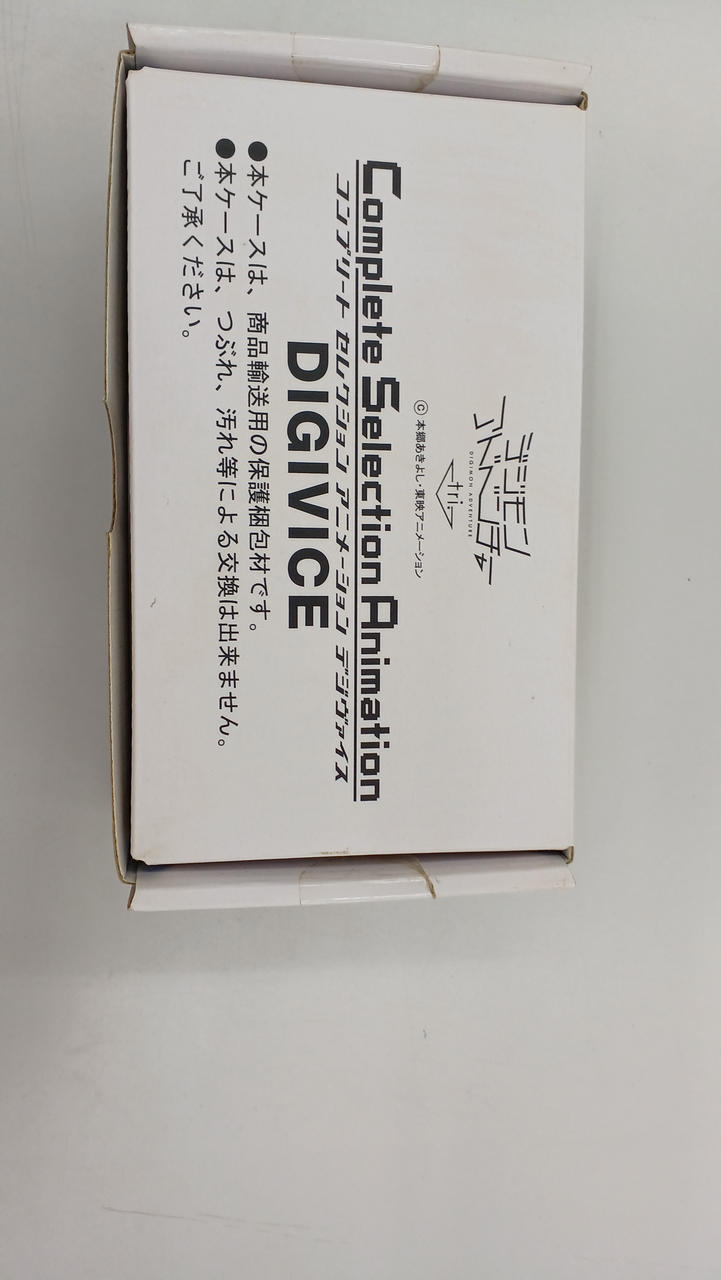 デジモン
アドベンチャー
DIGIMON ADVENTURE
tri.
© 本郷あきよし・東映アニメーション
Complete Selection Animation
コンプリート セレクション アニメーション デジヴァイス
DIGIVICE
●本ケースは、商品輸送用の保護梱包材です。
●本ケースは、つぶれ、汚れ等による交換は出来ません。
ご了承ください。